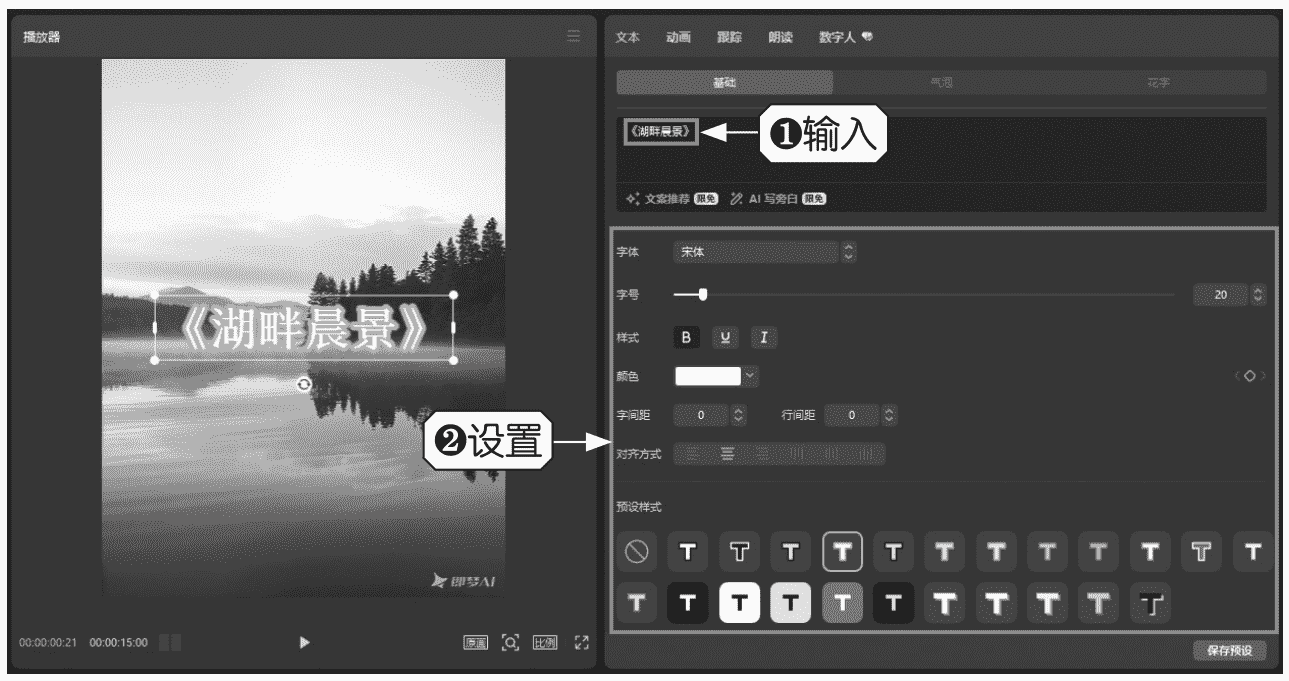 播放器
文本 动画 跟踪 朗读 数字人
基础 气泡 花字
《湖畔晨景》
❶输入
文案推荐 限免 AI 写旁白 限免
字体 宋体
字号 20
《湖畔晨景》
样式 B U I
颜色
字间距 0 行间距 0
❷设置
对齐方式
预设样式
T T T T T T T T T T T T
T T T T T T T T T T T
即梦AI
00:00:00:21 00:00:15:00
原画 比例
保存预设